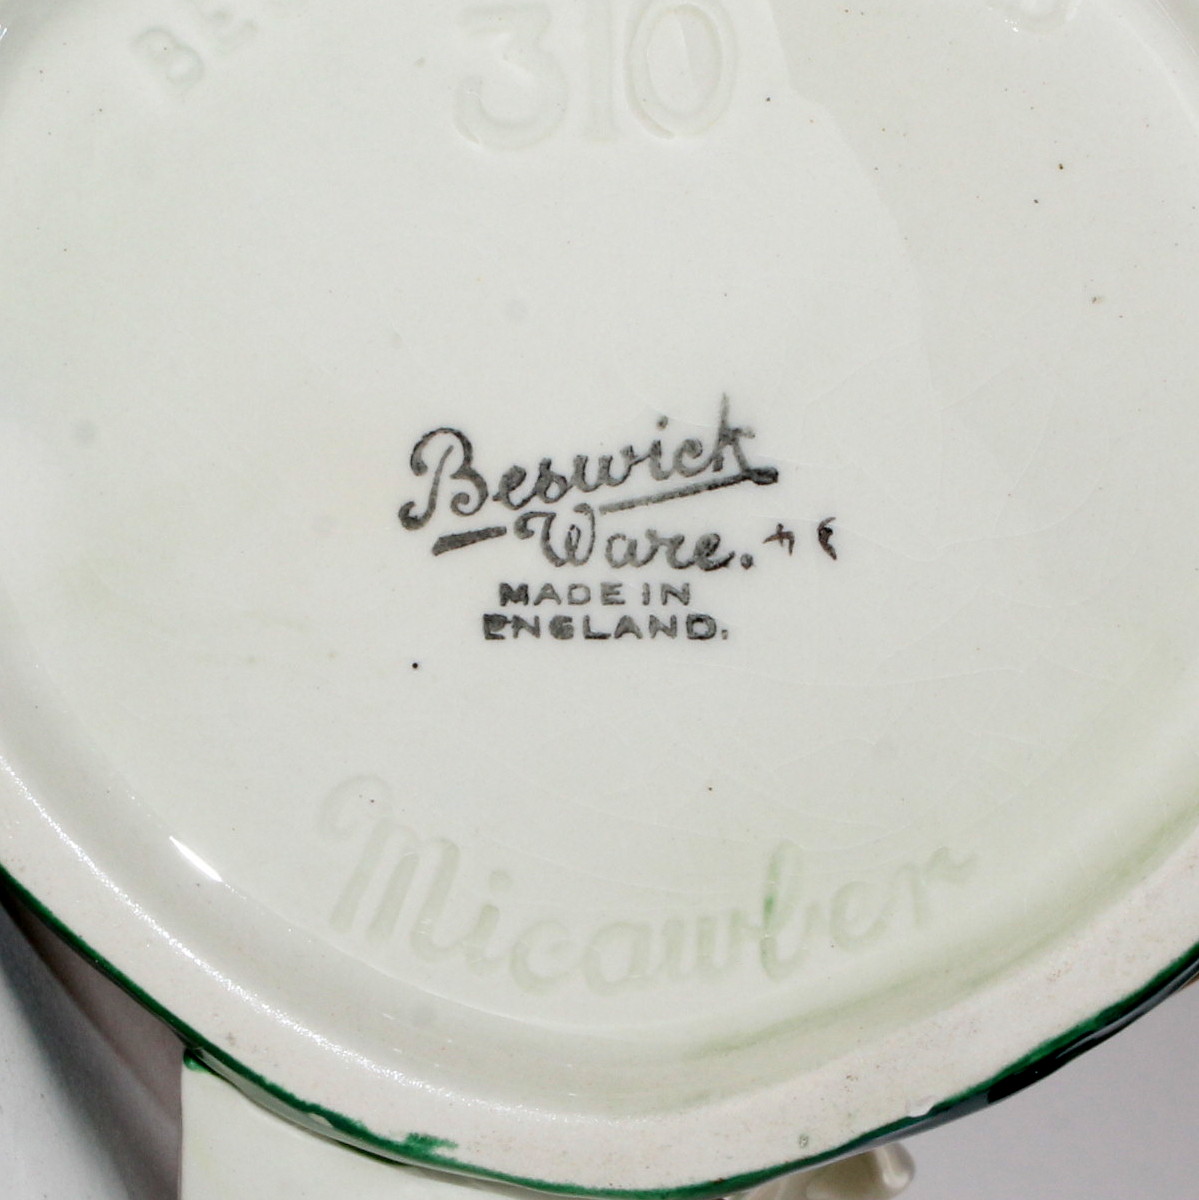 310
Beswick
Ware.
MADE IN
ENGLAND.
Micawber